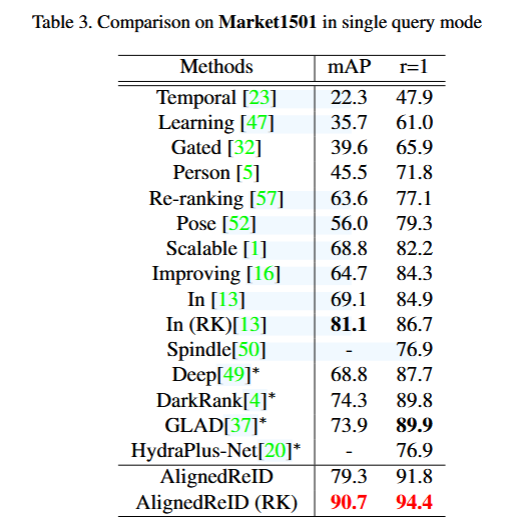 Table 3. Comparison on Market1501 in single query mode
Methods mAP r=1
Temporal [23] 22.3 47.9
Learning [47] 35.7 61.0
Gated [32] 39.6 65.9
Person [5] 45.5 71.8
Re-ranking [57] 63.6 77.1
Pose [52] 56.0 79.3
Scalable [1] 68.8 82.2
Improving [16] 64.7 84.3
In [13] 69.1 84.9
In (RK)[13] 81.1 86.7
Spindle[50] - 76.9
Deep[49]* 68.8 87.7
DarkRank[4]* 74.3 89.8
GLAD[37]* 73.9 89.9
HydraPlus-Net[20]* - 76.9
AlignedReID 79.3 91.8
AlignedReID (RK) 90.7 94.4